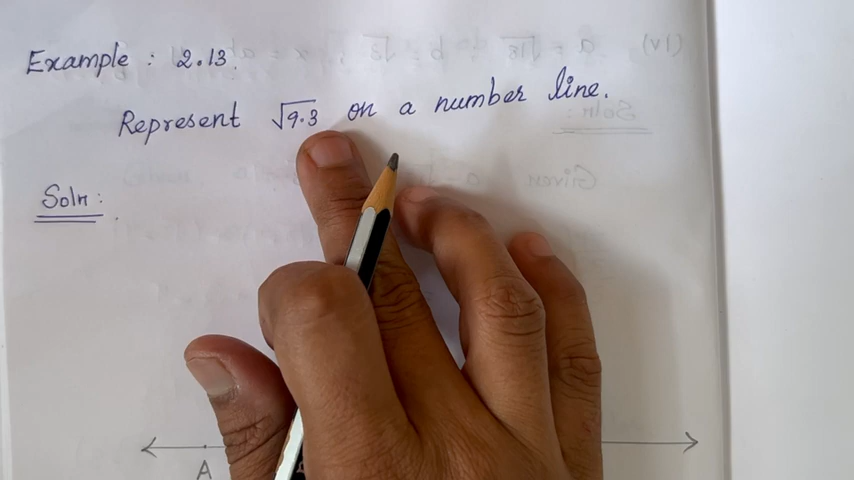 Example : 2.13.
Represent √9.3 on a number line.
Soln:
A